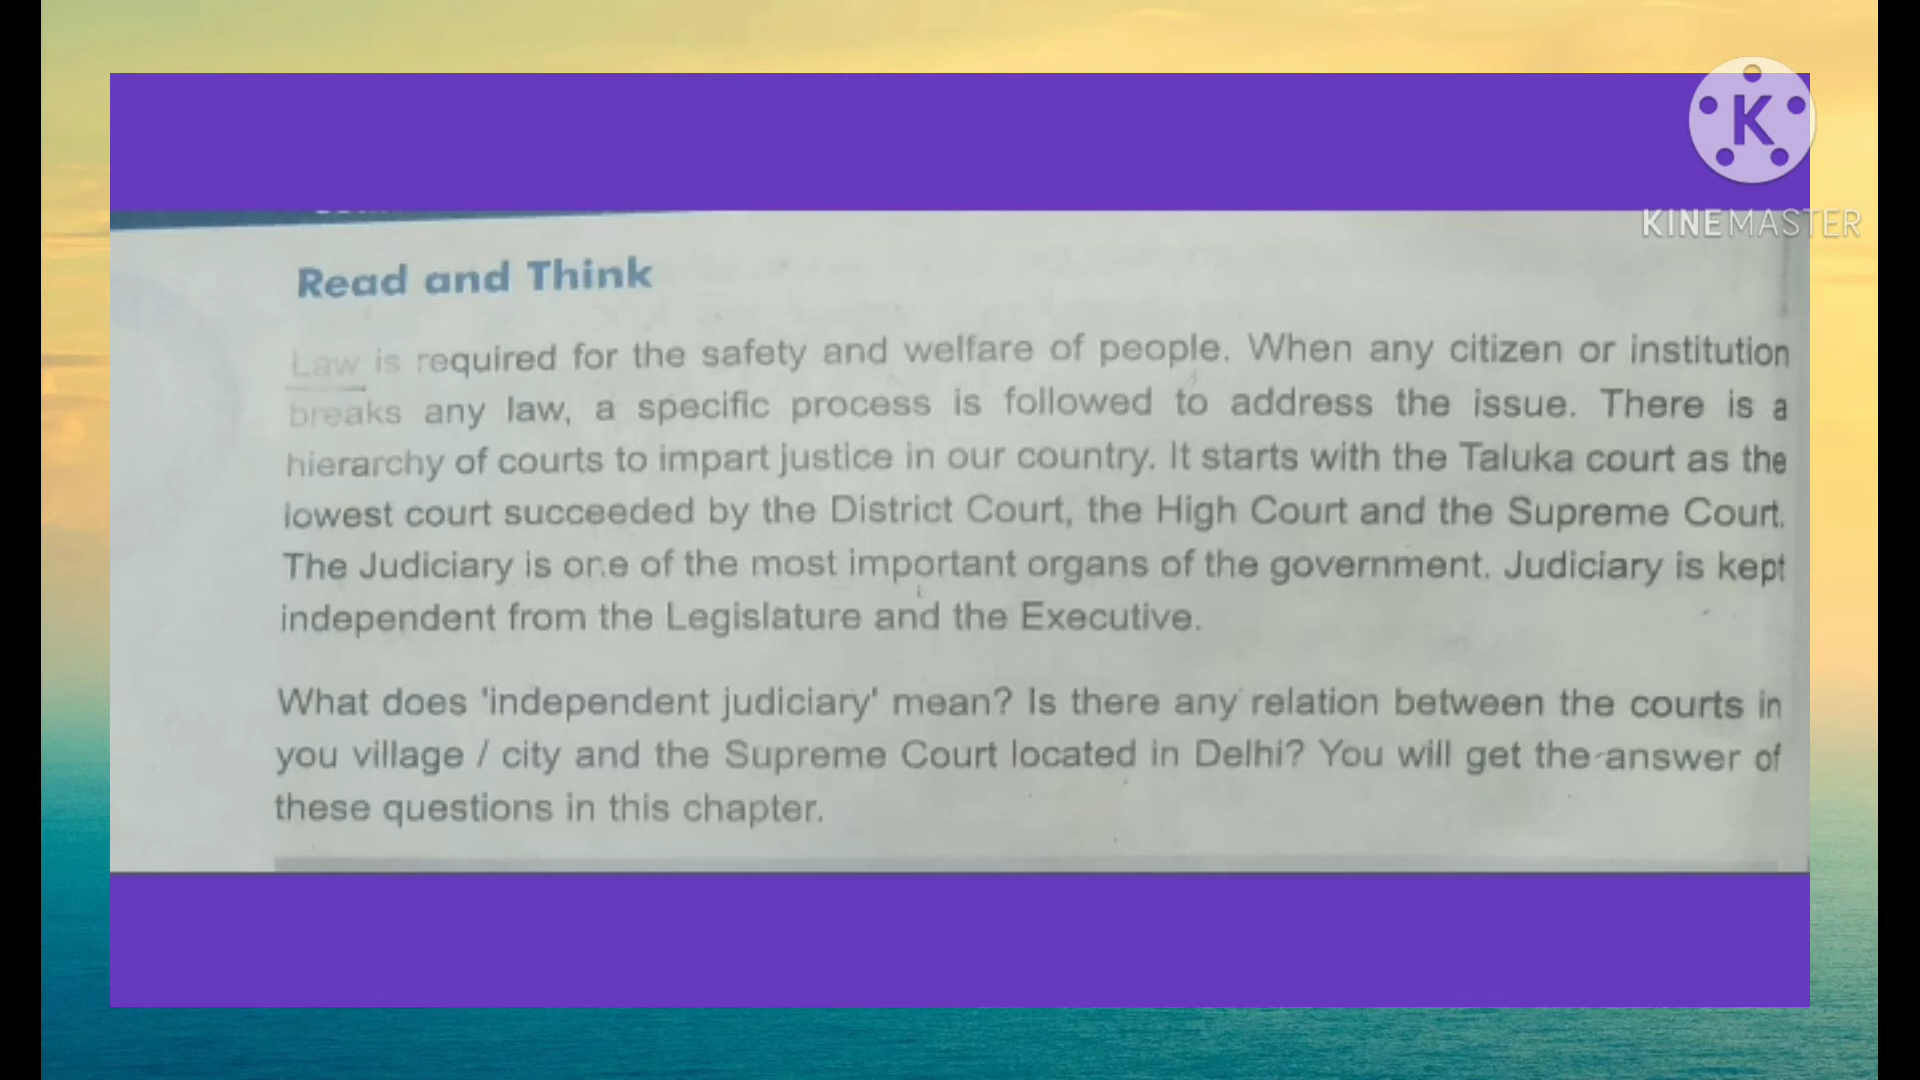 K
KINEMASTER
Read and Think
Law is required for the safety and welfare of people. When any citizen or institution
breaks any law, a specific process is followed to address the issue. There is a
hierarchy of courts to impart justice in our country. It starts with the Taluka court as the
lowest court succeeded by the District Court, the High Court and the Supreme Court.
The Judiciary is one of the most important organs of the government. Judiciary is kept
independent from the Legislature and the Executive.
What does 'independent judiciary' mean? Is there any relation between the courts in
you village / city and the Supreme Court located in Delhi? You will get the answer of
these questions in this chapter.